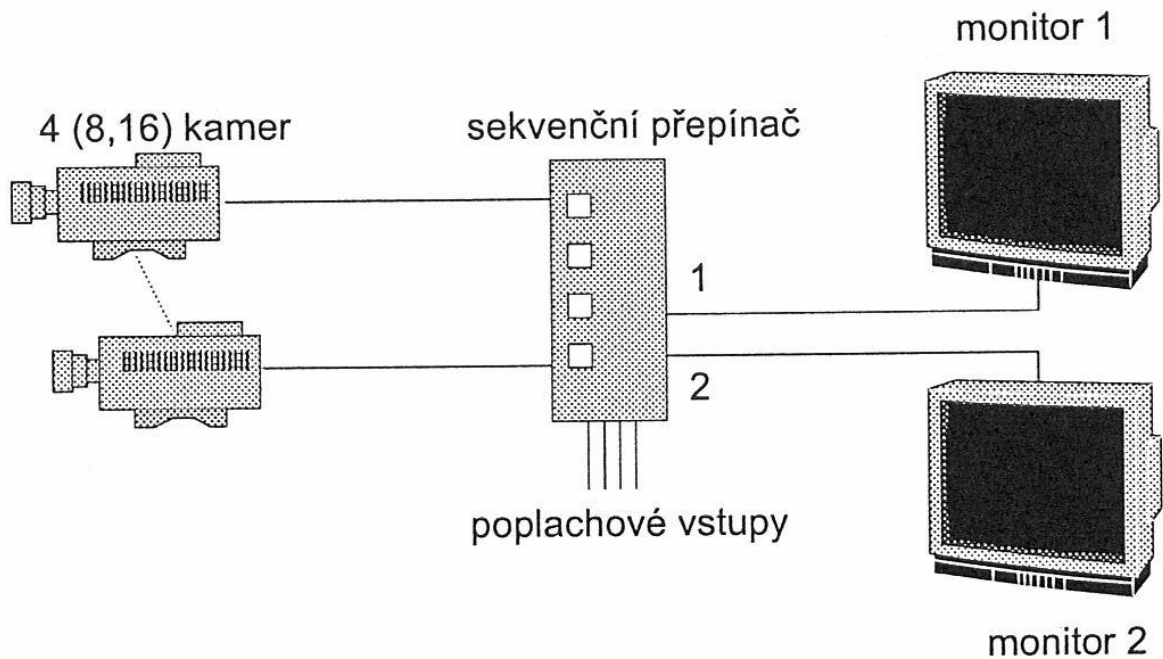 monitor 1
4 (8,16) kamer
sekvenční přepínač
1
2
poplachové vstupy
monitor 2